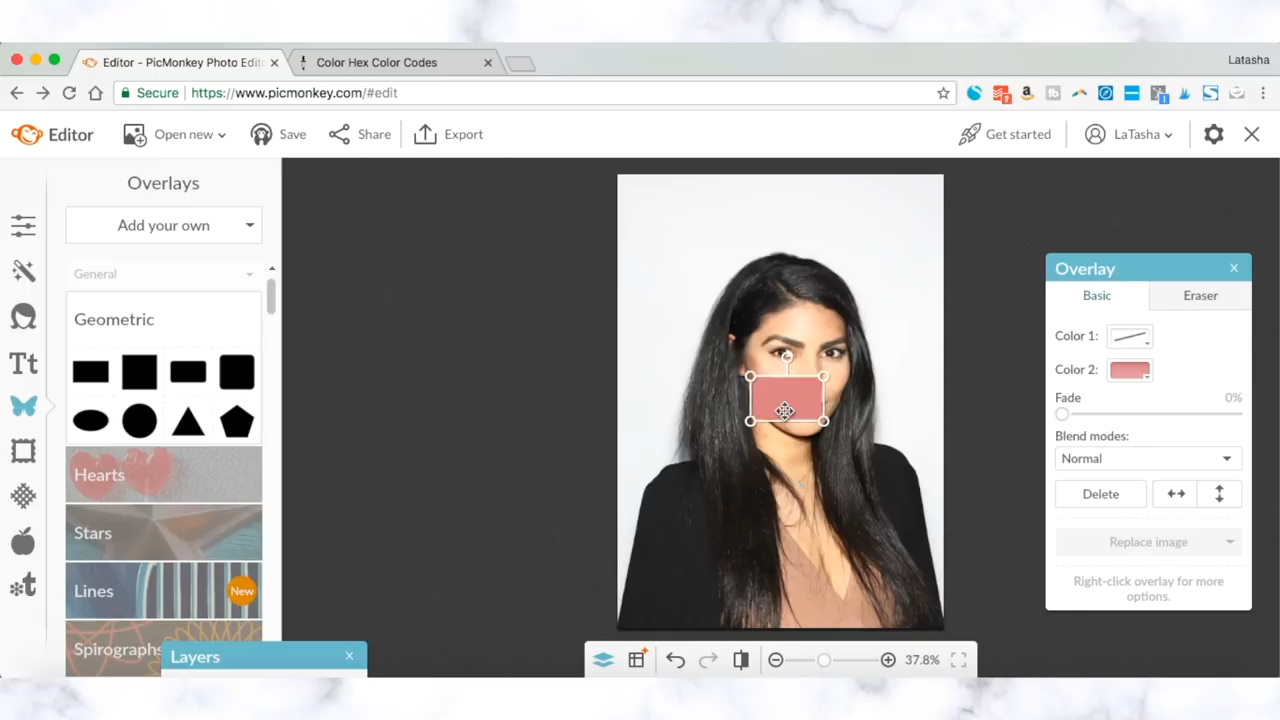 Editor - PicMonkey Photo Edit
Color Hex Color Codes
Latasha
Secure
https://www.picmonkey.com/#edit
Editor
Open new
Save
Share
Export
Get started
LaTasha
Overlays
Add your own
General
Geometric
Hearts
Stars
Lines
New
Spirographs
Layers
37.8%
Overlay
Basic
Eraser
Color 1:
Color 2:
Fade
0%
Blend modes:
Normal
Delete
Replace image
Right-click overlay for more
options.